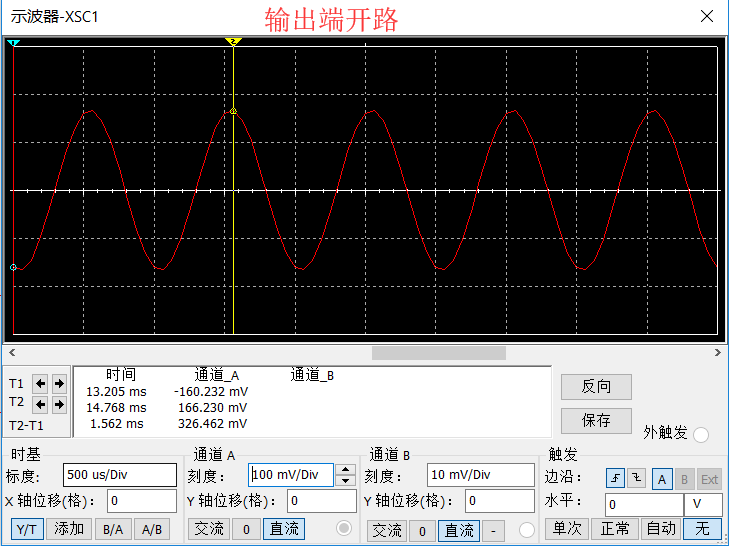 示波器-XSC1
输出端开路
1
2
时间 通道_A 通道_B
T1 13.205 ms -160.232 mV
T2 14.768 ms 166.230 mV
T2-T1 1.562 ms 326.462 mV
反向
保存
外触发
时基 通道 A 通道 B 触发
标度： 500 us/Div 刻度： 100 mV/Div 刻度： 10 mV/Div 边沿： A B Ext
X 轴位移(格)： 0 Y 轴位移(格)： 0 Y 轴位移(格)： 0 水平： 0 V
Y/T 添加 B/A A/B 交流 0 直流 交流 0 直流 - 单次 正常 自动 无